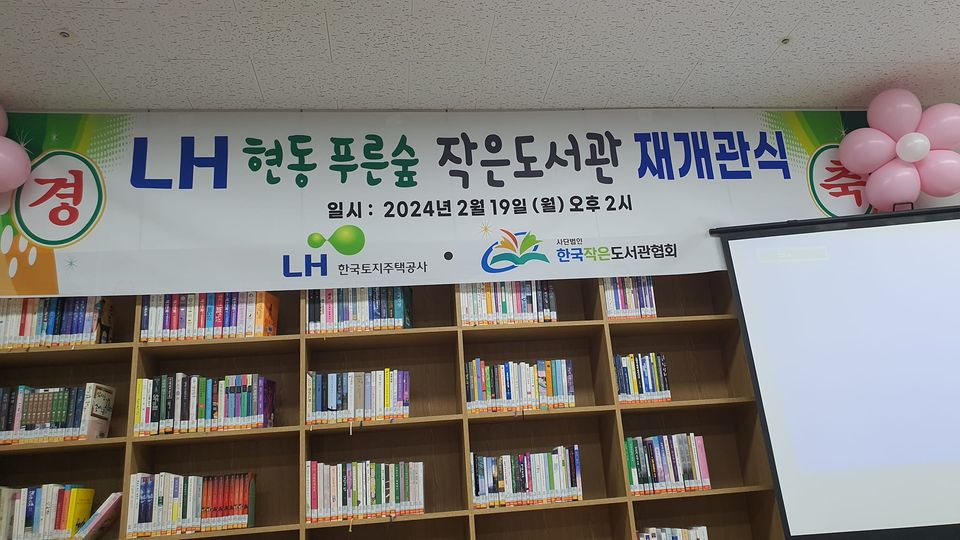 경
LH 현동 푸른숲 작은도서관 재개관식
축
일시 : 2024년 2월 19일 (월) 오후 2시
LH 한국토지주택공사
사단법인
한국작은도서관협회